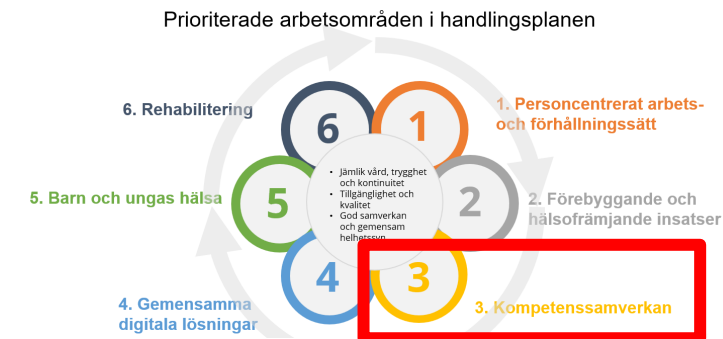 Prioriterade arbetsområden i handlingsplanen
6. Rehabilitering
6
1
1. Personcentrerat arbets-
och förhållningssätt
5. Barn och ungas hälsa
5
• Jämlik vård, trygghet
och kontinuitet
• Tillgänglighet och
kvalitet
• God samverkan
och gemensam
helhetssyn
2
2. Förebyggande och
hälsofrämjande insatser
4. Gemensamma
digitala lösningar
4
3
3. Kompetenssamverkan